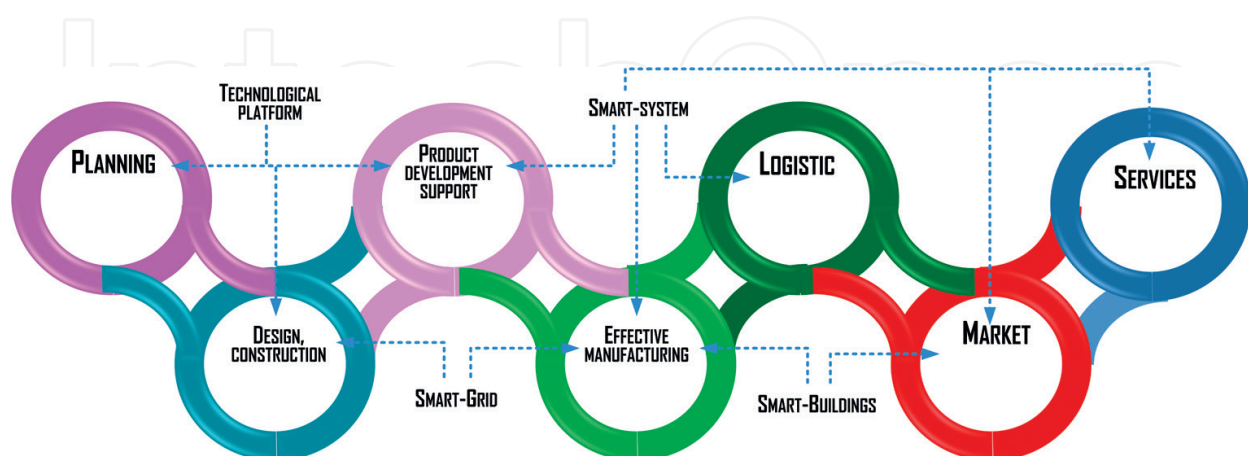 TECHNOLOGICAL
PLATFORM
SMART-SYSTEM
PLANNING
PRODUCT
DEVELOPMENT
SUPPORT
LOGISTIC
SERVICES
DESIGN,
CONSTRUCTION
EFFECTIVE
MANUFACTURING
MARKET
SMART-GRID
SMART-BUILDINGS